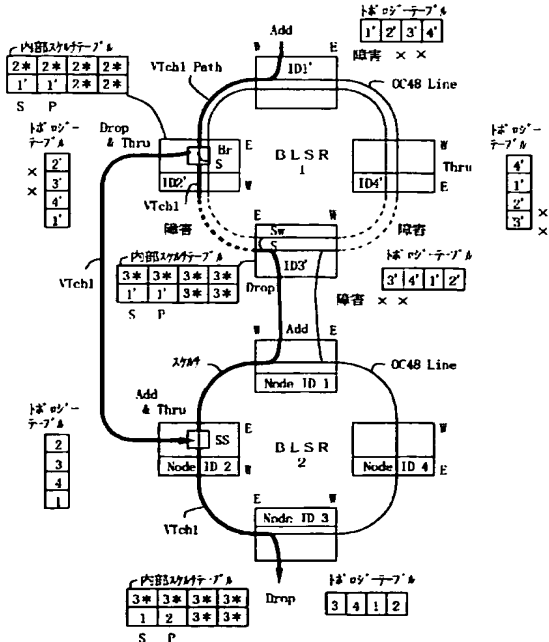 トポロジーテーブル
1' 2' 3' 4'
障害 × ×
Add
W E
ID1'
内部スケルチテーブル
2* 2* 2* 2*
1' 1' 2* 2*
S P
VTch1 Path
OC48 Line
トポロジーテーブル
× 2'
× 3'
4'
1'
Drop & Thru
Br
S
E
ID2'
W
VTch1
BLSR
1
W
Thru
ID4'
E
トポロジーテーブル
4'
1'
2' ×
3' ×
障害
障害
E W
Sw
S
ID3'
Drop
内部スケルチテーブル
3* 3* 3* 3*
1' 1' 3* 3*
S P
トポロジーテーブル
3' 4' 1' 2'
障害 × ×
VTch1
Add
W E
Node ID 1
スケルチ
OC48 Line
トポロジーテーブル
2
3
4
1
Add & Thru
SS
E
Node ID 2
W
BLSR
2
W
Node ID 4
E
VTch1
E W
Node ID 3
Drop
内部スケルチテーブル
3* 3* 3* 3*
1 2 3* 3*
S P
トポロジーテーブル
3 4 1 2